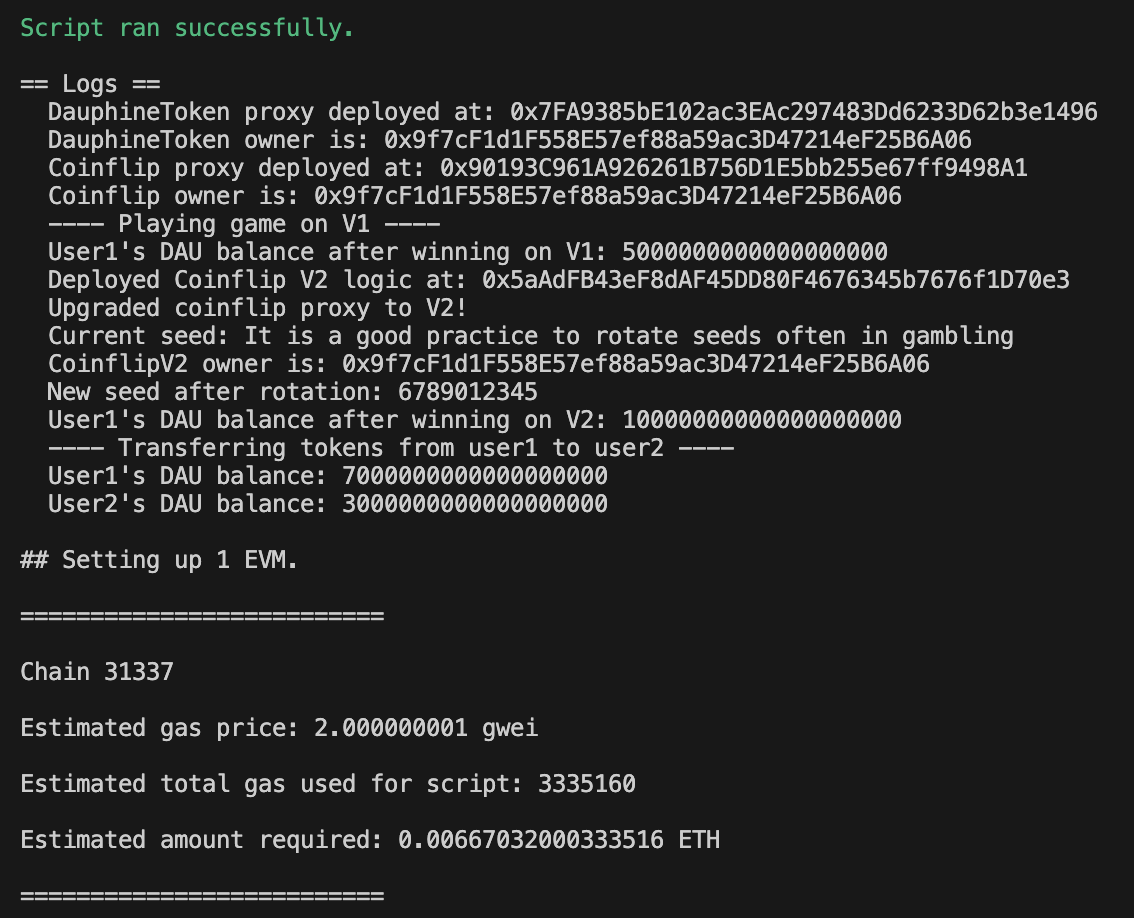 Script ran successfully.
== Logs ==
DauphineToken proxy deployed at: 0x7FA9385bE102ac3EAc297483Dd6233D62b3e1496
DauphineToken owner is: 0x9f7cF1d1F558E57ef88a59ac3D47214eF25B6A06
Coinflip proxy deployed at: 0x90193C961A926261B756D1E5bb255e67ff9498A1
Coinflip owner is: 0x9f7cF1d1F558E57ef88a59ac3D47214eF25B6A06
---- Playing game on V1 ----
User1's DAU balance after winning on V1: 5000000000000000000
Deployed Coinflip V2 logic at: 0x5aAdFB43eF8dAF45DD80F4676345b7676f1D70e3
Upgraded coinflip proxy to V2!
Current seed: It is a good practice to rotate seeds often in gambling
CoinflipV2 owner is: 0x9f7cF1d1F558E57ef88a59ac3D47214eF25B6A06
New seed after rotation: 6789012345
User1's DAU balance after winning on V2: 10000000000000000000
---- Transferring tokens from user1 to user2 ----
User1's DAU balance: 7000000000000000000
User2's DAU balance: 3000000000000000000
## Setting up 1 EVM.
==========================
Chain 31337
Estimated gas price: 2.000000001 gwei
Estimated total gas used for script: 3335160
Estimated amount required: 0.00667032000333516 ETH
==========================